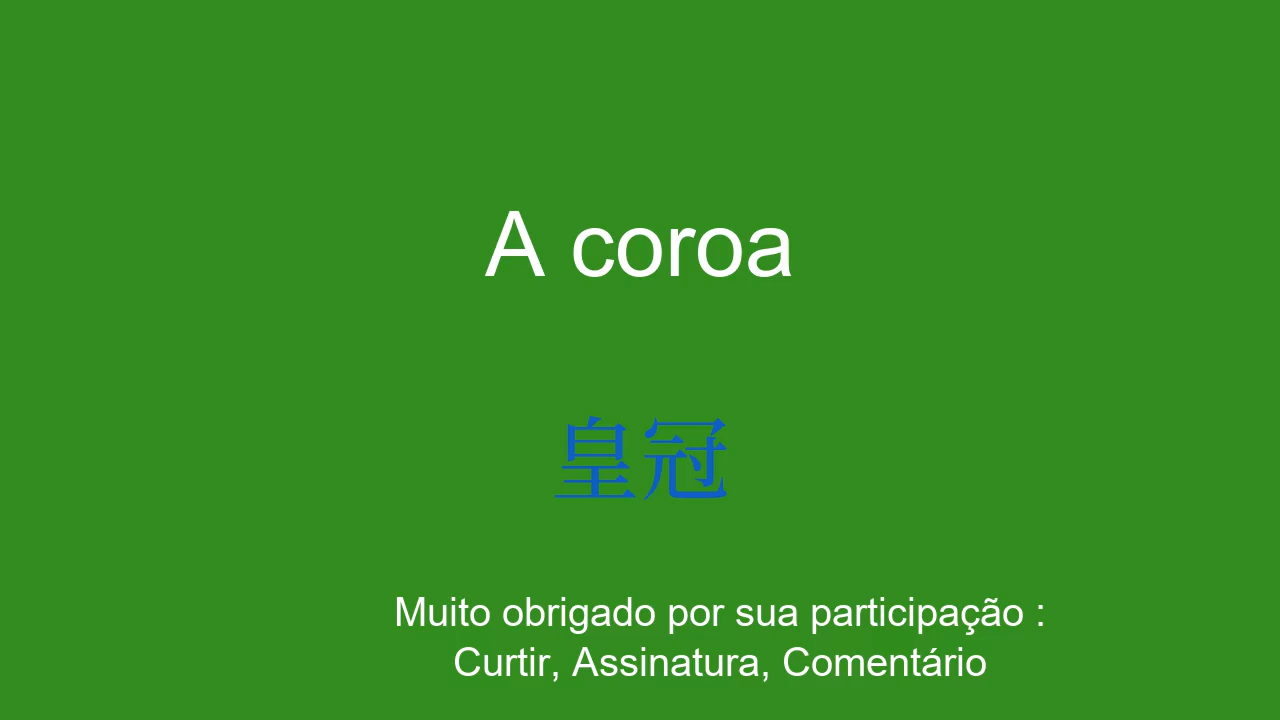 A coroa
皇冠
Muito obrigado por sua participação :
Curtir, Assinatura, Comentário